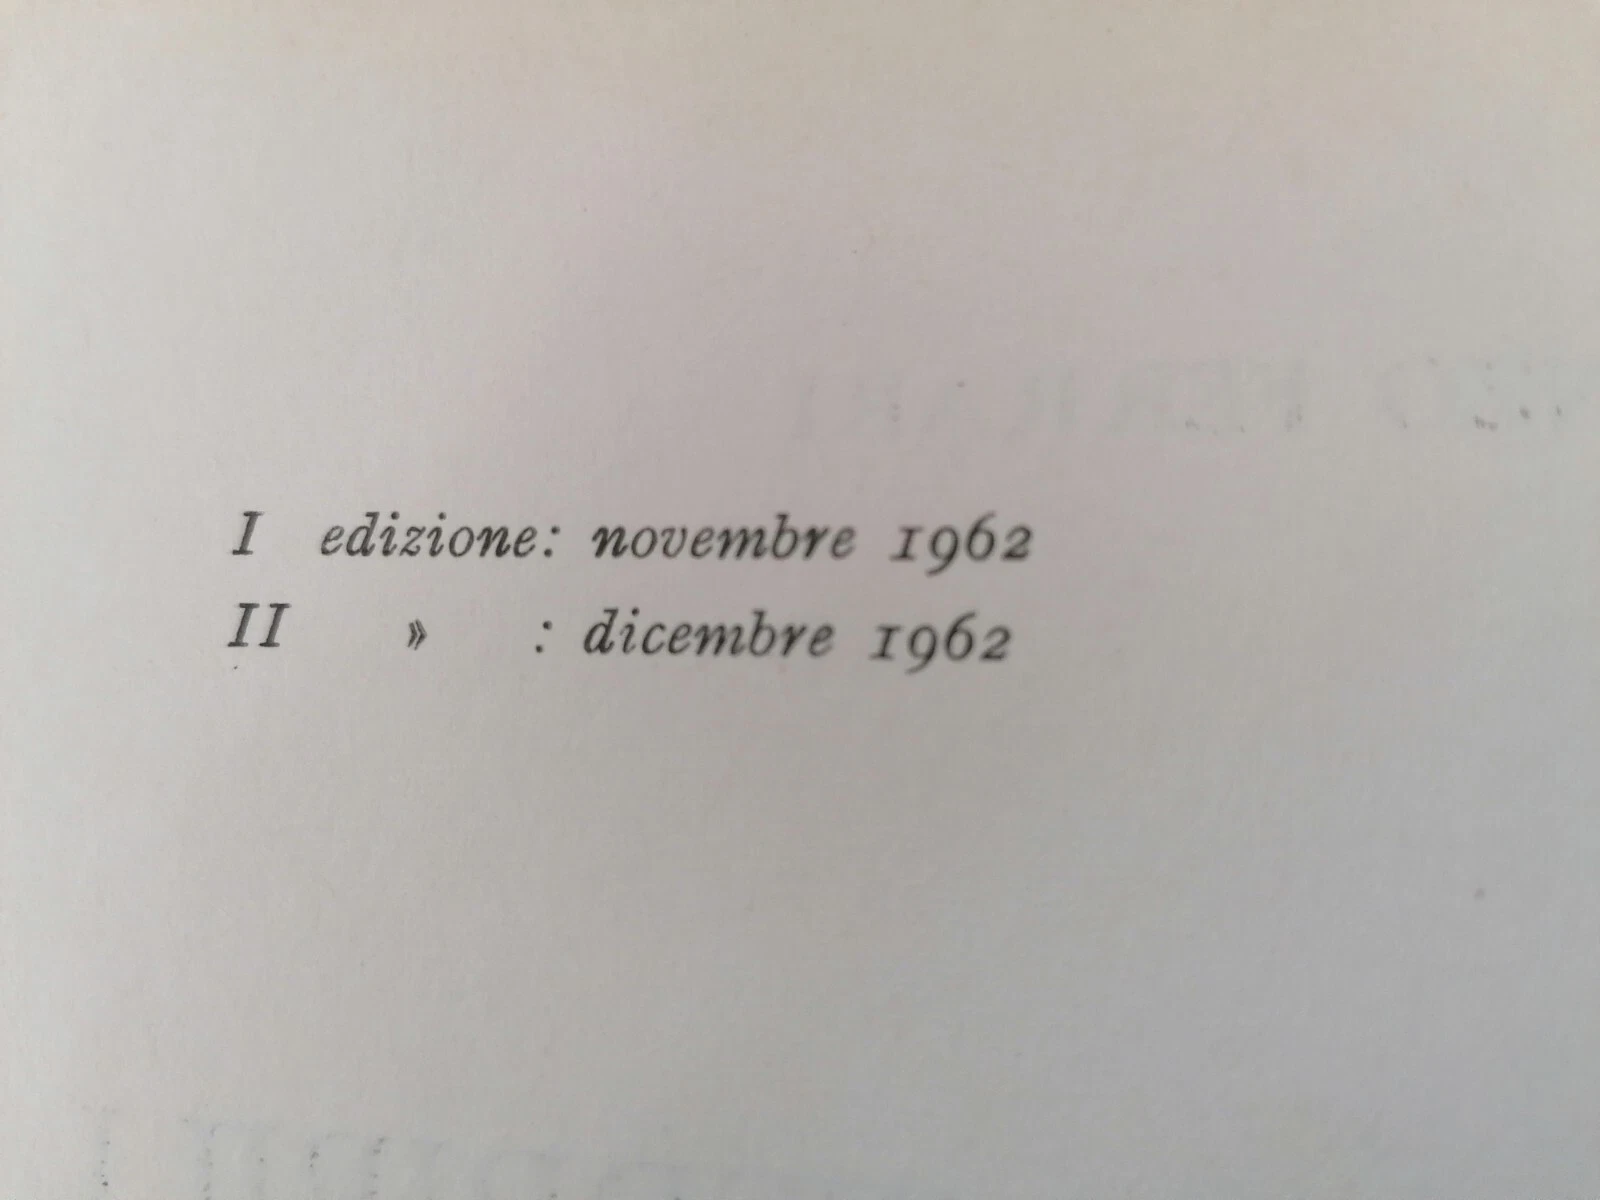 I edizione: novembre 1962
II » : dicembre 1962